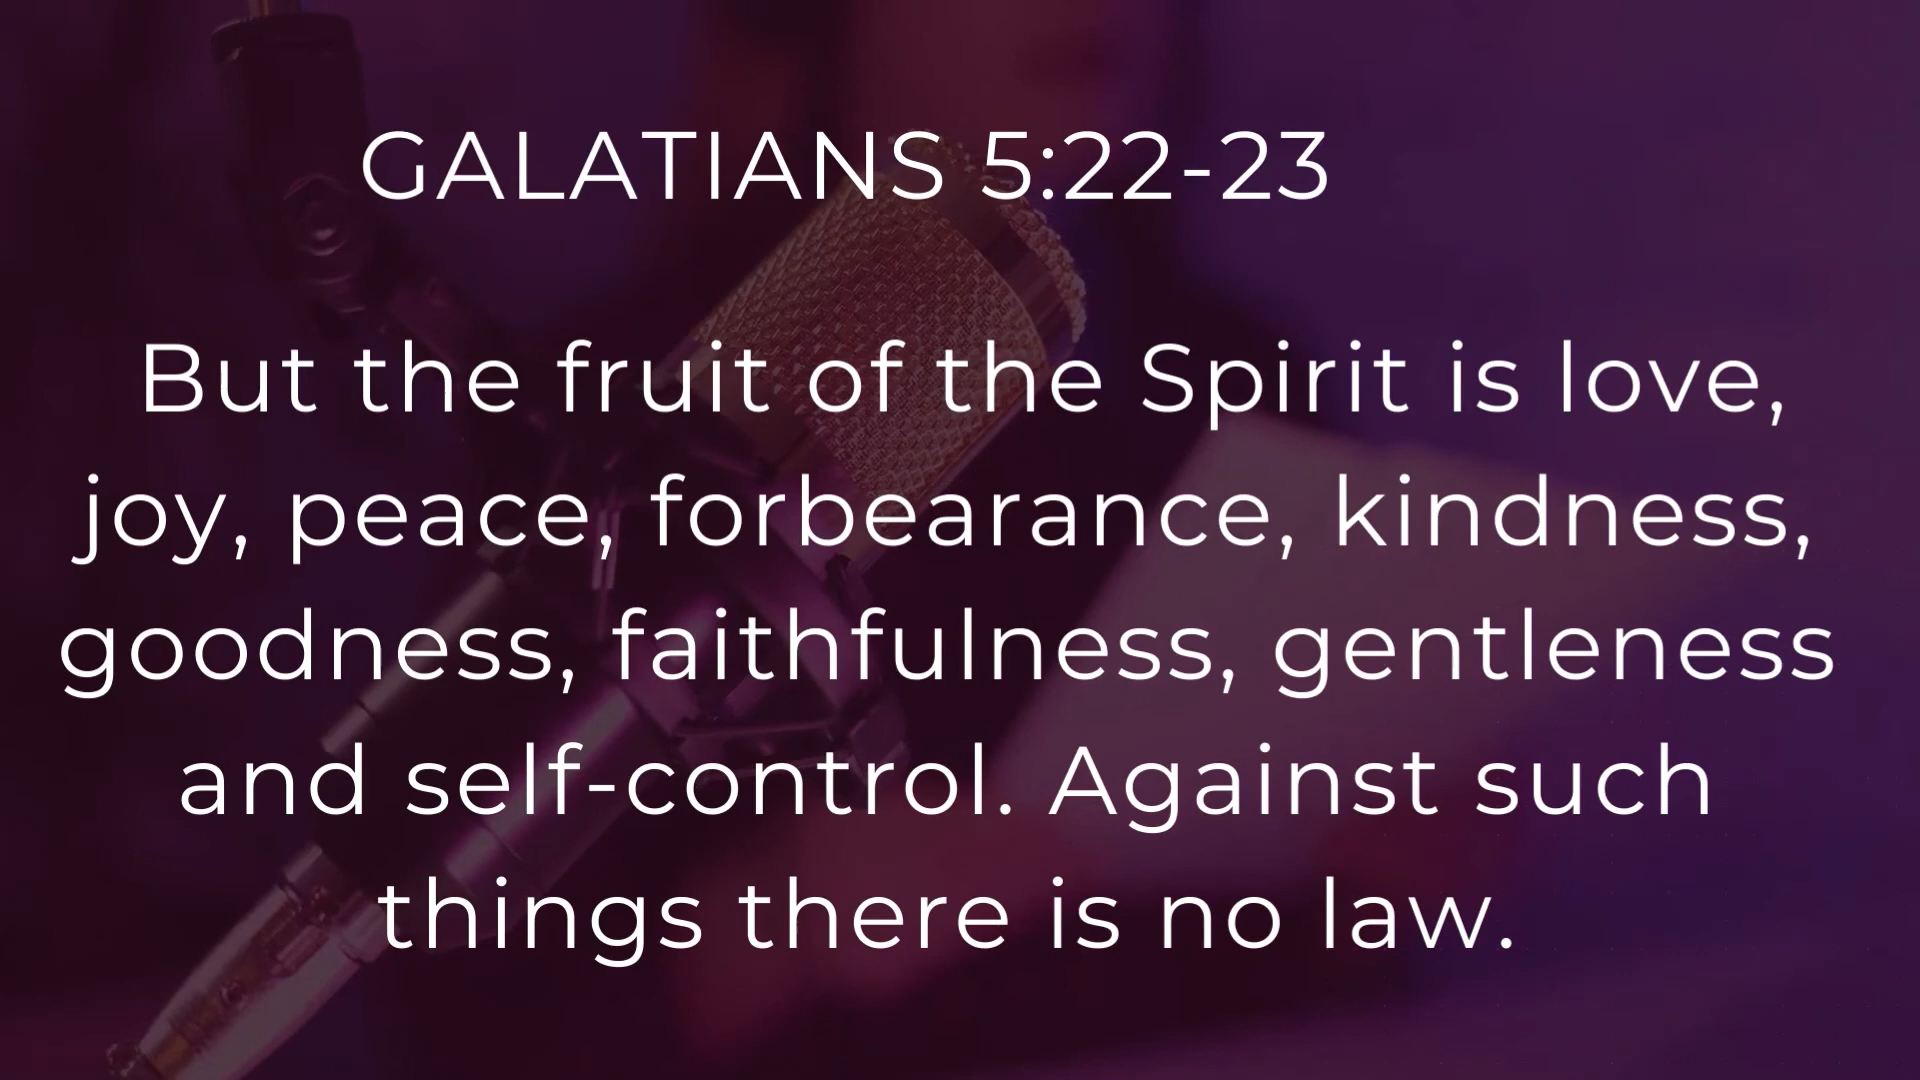 GALATIANS 5:22-23
But the fruit of the Spirit is love,
joy, peace, forbearance, kindness,
goodness, faithfulness, gentleness
and self-control. Against such
things there is no law.